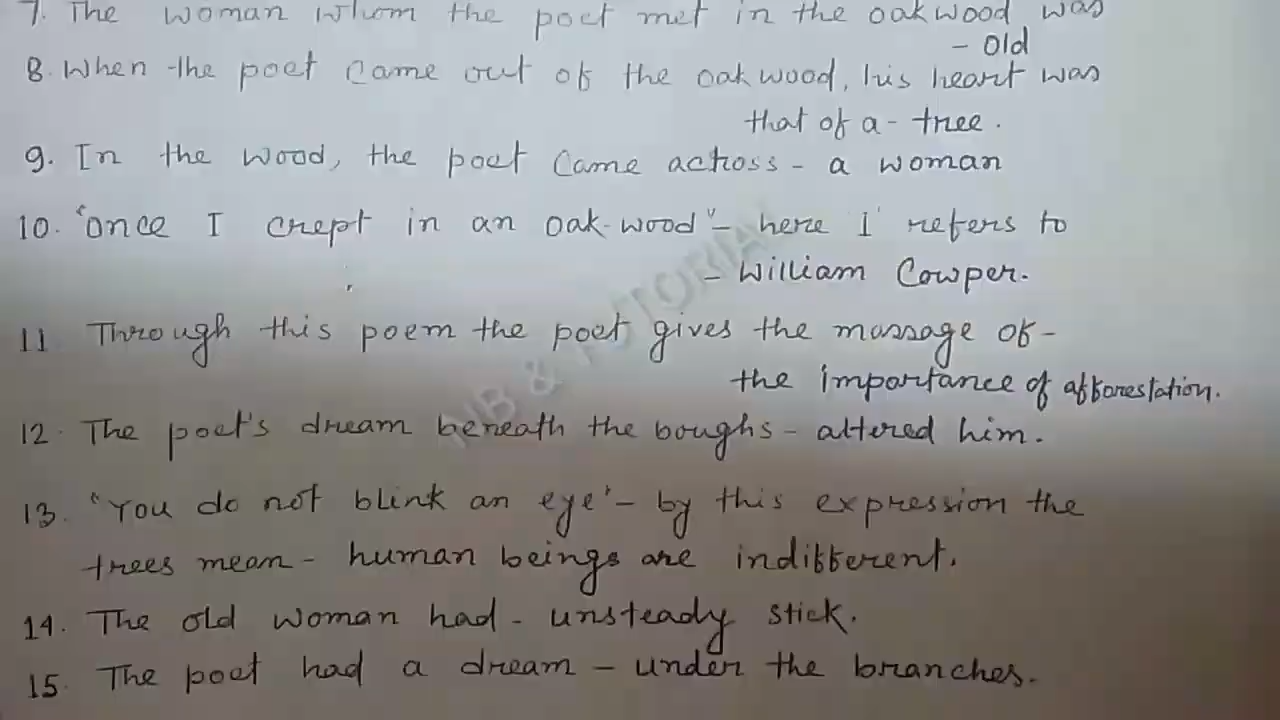 7. The woman whom the poet met in the oakwood was
- Old
8. When the poet came out of the oakwood, his heart was
that of a - tree.
9. In the wood, the poet came across - a woman
10. "Once I crept in an oak-wood" - here 'I' refers to
- William Cowper.
11 Through this poem the poet gives the massage of -
the importance of afforestation.
12. The poet's dream beneath the boughs - altered him.
13. "You do not blink an eye" - by this expression the
trees mean - human beings are indifferent.
14. The old woman had - unsteady stick.
15. The poet had a dream - under the branches.
NB & TUTORIAL